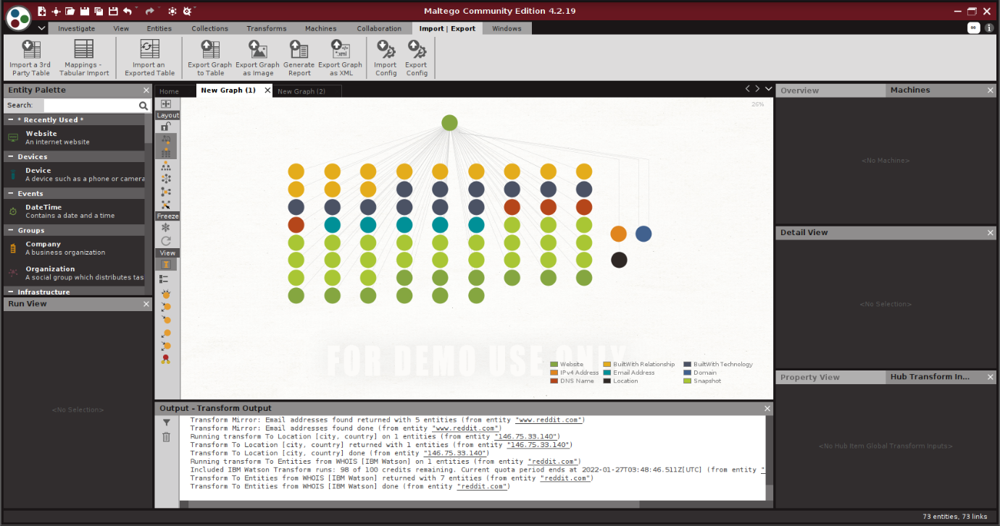 Maltego Community Edition 4.2.19
Investigate View Entities Collections Transforms Machines Collaboration Import | Export Windows
Import a 3rd Party Table
Mappings - Tabular Import
Import an Exported Table
Export Graph to Table
Export Graph as Image
Generate Report
Export Graph as XML
Import Config
Export Config
Entity Palette
Search:
* Recently Used *
Website
An internet website
Devices
Device
A device such as a phone or camera
Events
DateTime
Contains a date and a time
Groups
Company
A business organization
Organization
A social group which distributes tas
Infrastructure
Run View
<No Selection>
Home New Graph (1) New Graph (2)
Layout
Freeze
View
26%
FOR DEMO USE ONLY
Website BuiltWith Relationship BuiltWith Technology
IPv4 Address Email Address Domain
DNS Name Location Snapshot
Output - Transform Output
Transform Mirror: Email addresses found returned with 5 entities (from entity "www.reddit.com")
Transform Mirror: Email addresses found done (from entity "www.reddit.com")
Running transform To Location [city, country] on 1 entities (from entity "146.75.33.140")
Transform To Location [city, country] returned with 1 entities (from entity "146.75.33.140")
Transform To Location [city, country] done (from entity "146.75.33.140")
Running transform To Entities from WHOIS [IBM Watson] on 1 entities (from entity "reddit.com")
Included IBM Watson Transform runs: 98 of 100 credits remaining. Current quota period ends at 2022-01-27T03:48:46.511Z[UTC] (from entity "
Transform To Entities from WHOIS [IBM Watson] returned with 7 entities (from entity "reddit.com")
Transform To Entities from WHOIS [IBM Watson] done (from entity "reddit.com")
Overview Machines
<No Machine>
Detail View
<No Selection>
Property View Hub Transform In...
<No Hub Item Global Transform Inputs>
73 entities, 73 links